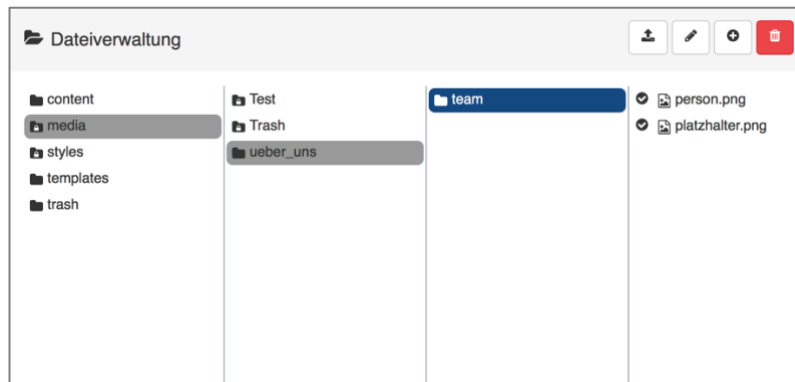 Dateiverwaltung
content
media
styles
templates
trash
Test
Trash
ueber_uns
team
person.png
platzhalter.png